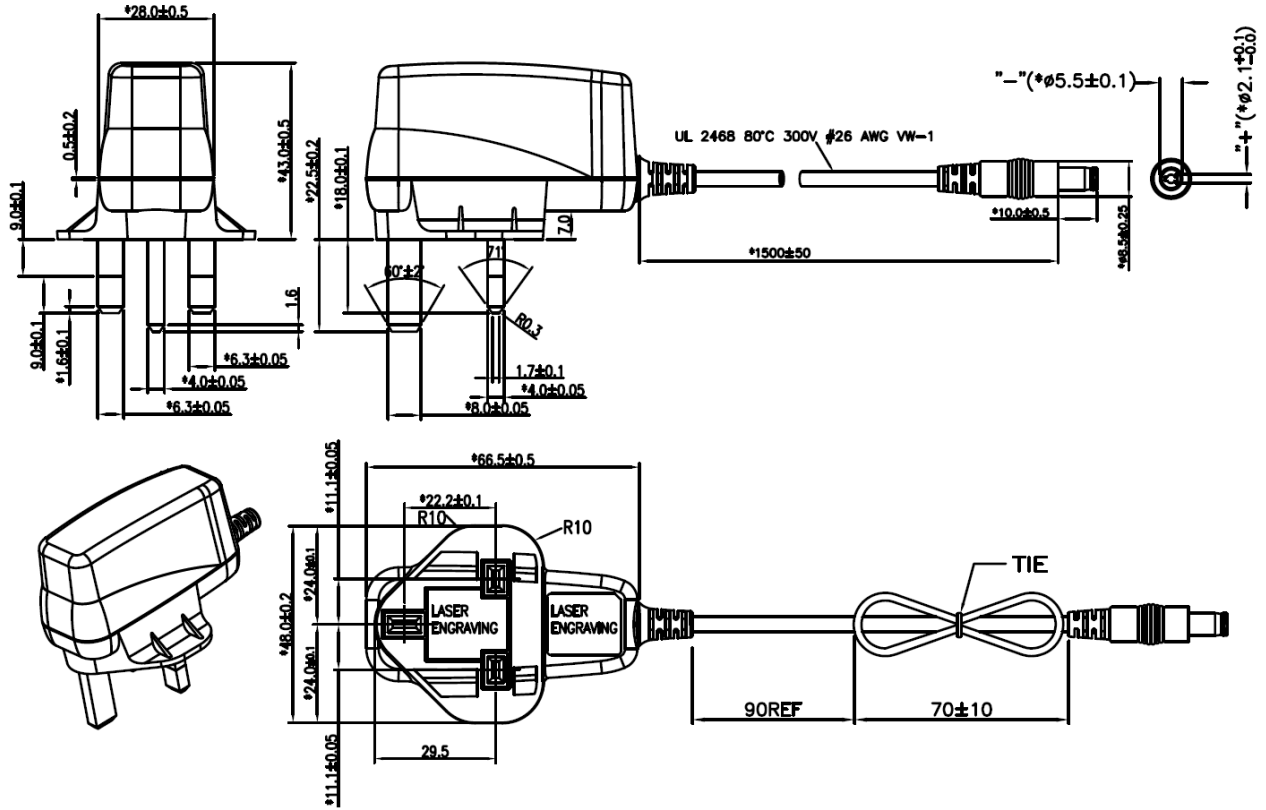 *28.0±0.5
0.5±0.2
*43.0±0.5
9.0±0.1
9.0±0.1
*1.6±0.1
1.6
*6.3±0.05
*4.0±0.05
*6.3±0.05
*22.5±0.2
*18.0±0.1
60°±2°
71°
7.0
R0.3
1.7±0.1
*4.0±0.05
*8.0±0.05
UL 2468 80°C 300V #26 AWG VW-1
*1500±50
*10.0±0.5
*ø8.5±0.25
"-"(*ø5.5±0.1)
"+"(*ø2.1±0.1 0.0)
*66.5±0.5
*22.2±0.1
R10
R10
*11.1±0.05
*24.0±0.1
*48.0±0.2
*24.0±0.1
*11.1±0.05
29.5
LASER
ENGRAVING
LASER
ENGRAVING
TIE
90REF
70±10